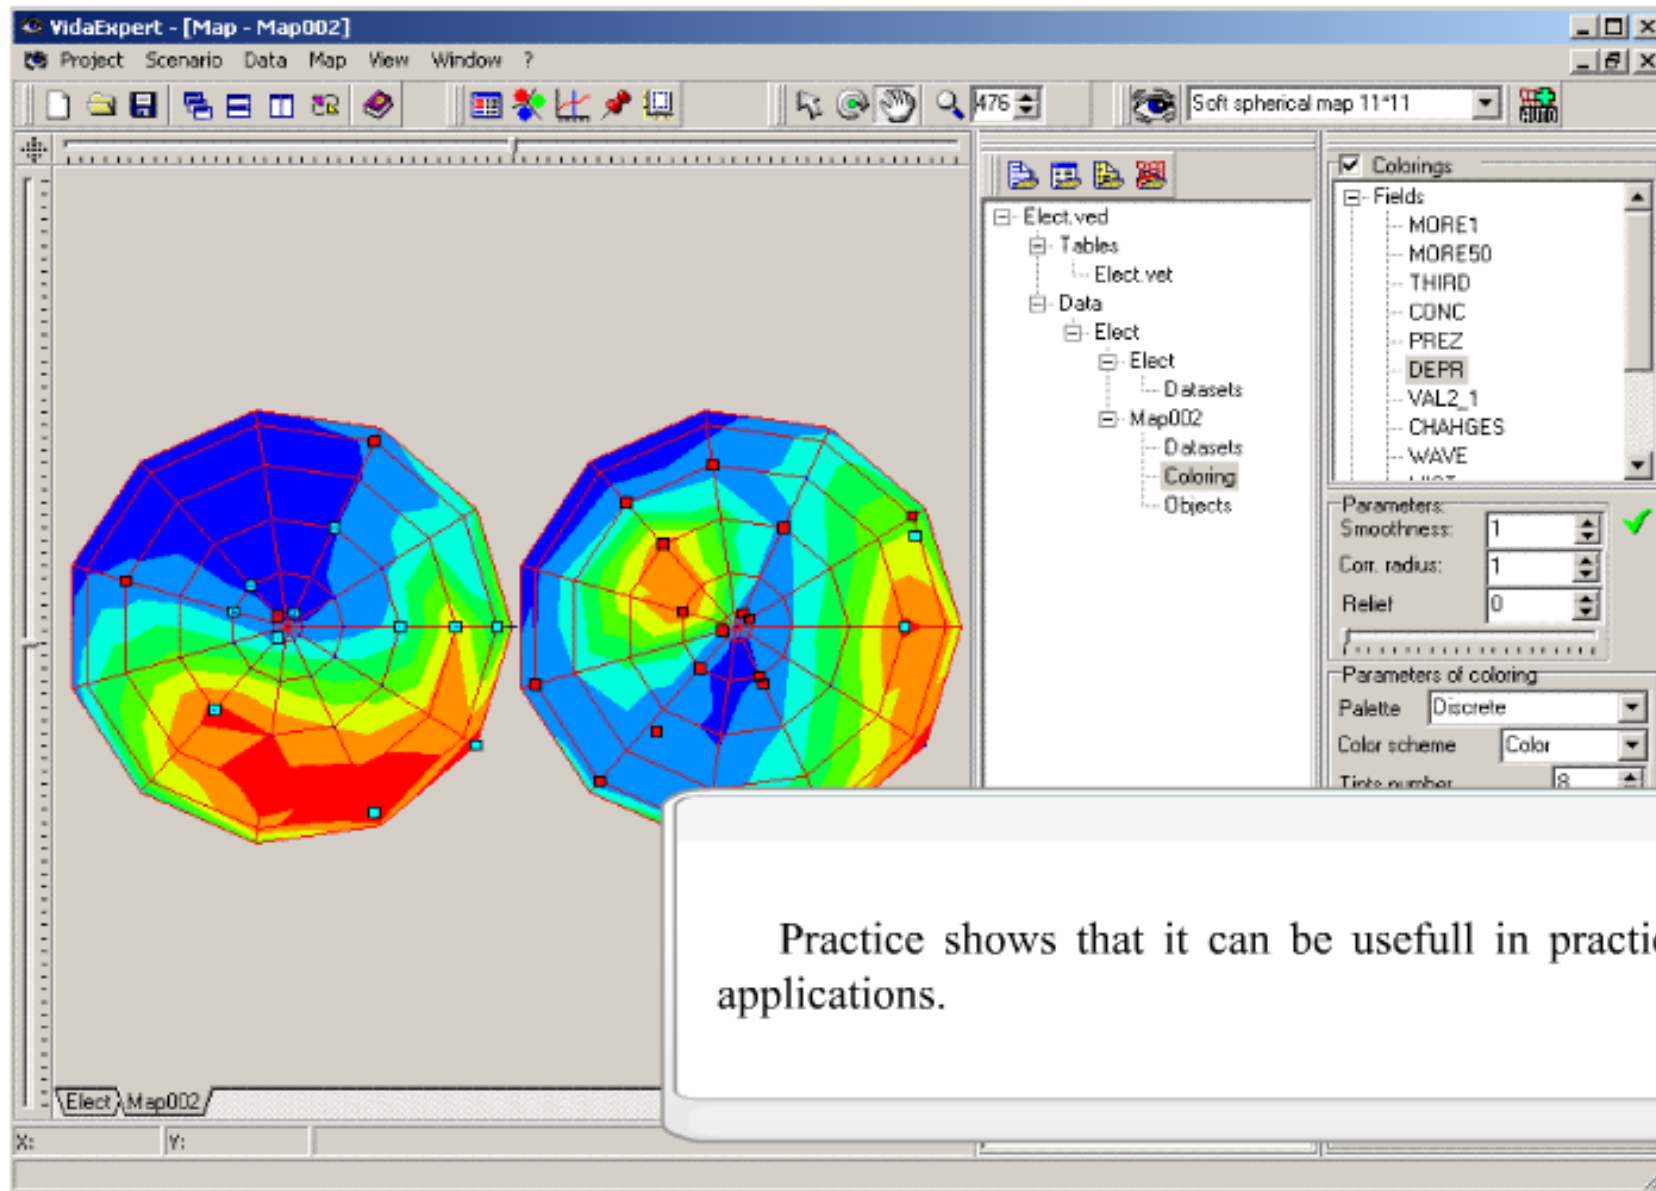 VidaExpert - [Map - Map002]
Project Scenario Data Map View Window ?
476
Soft spherical map 11*11
Elect.ved
Tables
Elect.vet
Data
Elect
Elect
Datasets
Map002
Datasets
Coloring
Objects
Colorings
Fields
MORE1
MORE50
THIRD
CONC
PREZ
DEPR
VAL2_1
CHAHGES
WAVE
Parameters:
Smoothness: 1
Corr. radius: 1
Relief 0
Parameters of coloring
Palette Discrete
Color scheme Color
Tints number 8
Practice shows that it can be usefull in practic
applications.
Elect Map002
X: Y: